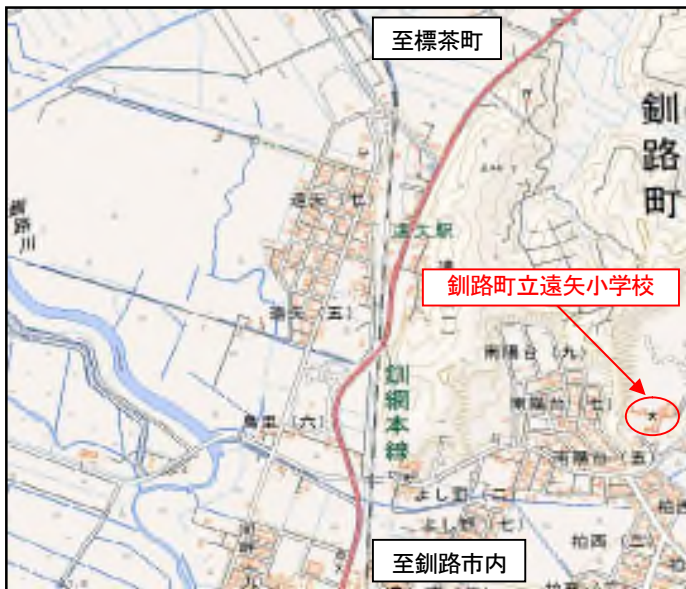 至標茶町
釧路町
遠矢(七)
釧路川
遠矢駅
釧路町立遠矢小学校
遠矢(五)
南陽台(九)
釧網本線
南陽台(七)
鳥里(六)
南陽台(五)
よし野(二)
よし野(七)
柏西(二)
至釧路市内